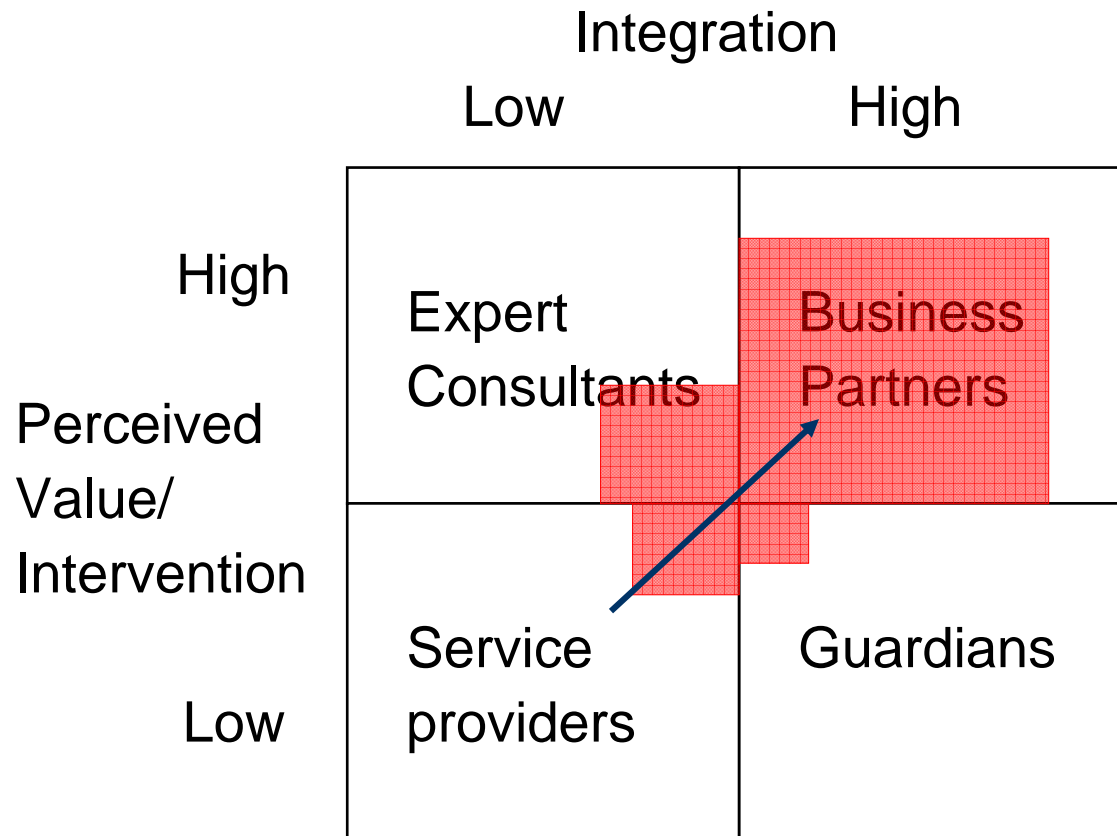 Integration
Low High
High
Expert Business
Consultants Partners
Perceived
Value/
Intervention
Service Guardians
Low providers